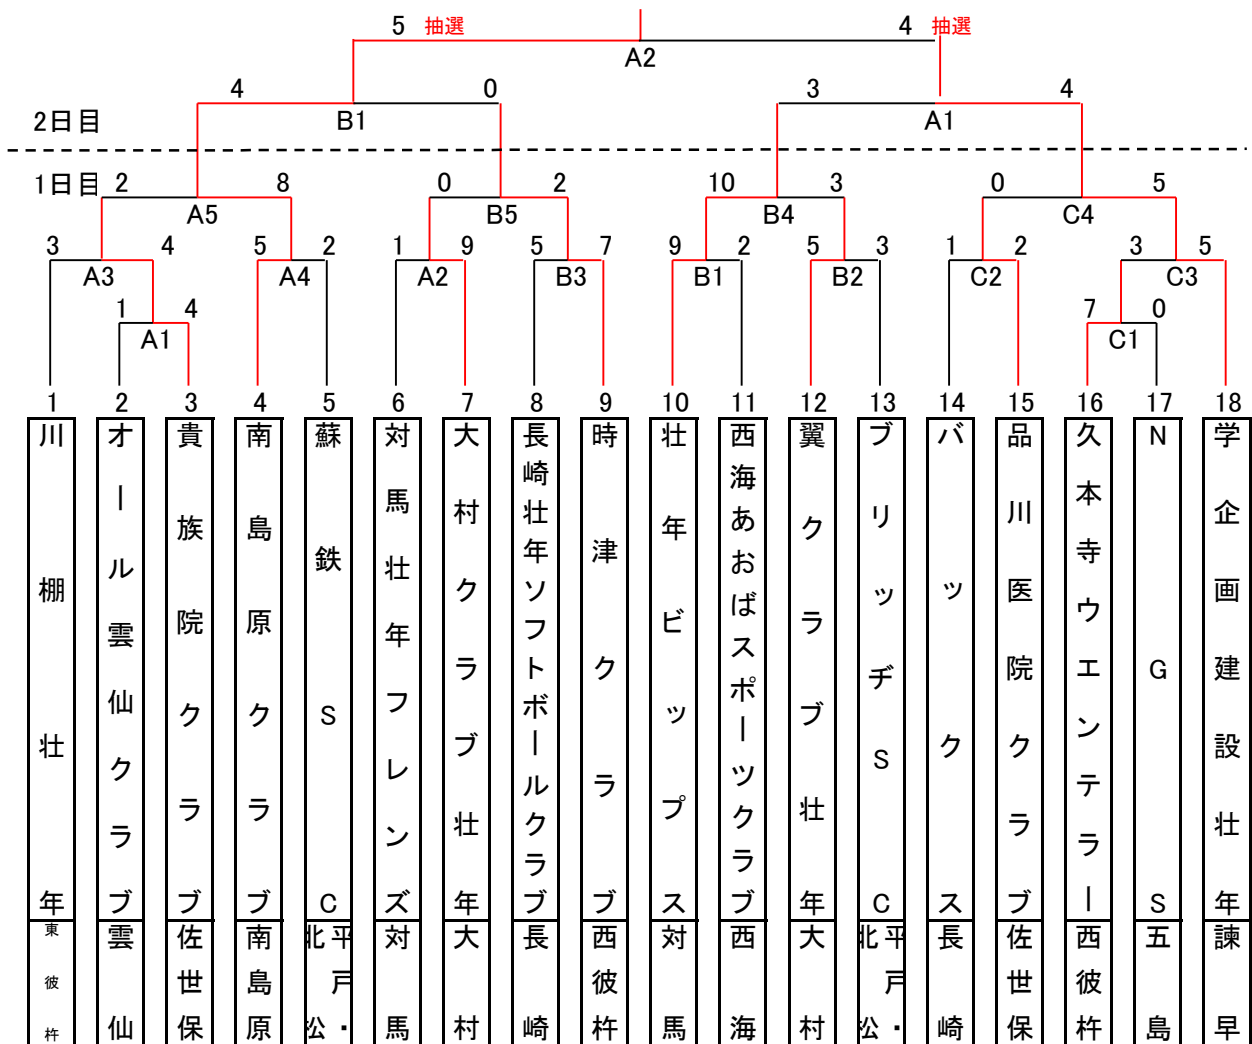 5 抽選 4 抽選
A2
4 0 3 4
2日目 B1 A1
1日目 2 8 0 2 10 3 0 5
A5 B5 B4 C4
3 4 5 2 1 9 5 7 9 2 5 3 1 2 3 5
A3 A4 A2 B3 B1 B2 C2 C3
1 4 7 0
A1 C1
1 2 3 4 5 6 7 8 9 10 11 12 13 14 15 16 17 18
川棚壮年
オール雲仙クラブ
貴族院クラブ
南島原クラブ
蘇鉄SC
対馬壮年フレンズ
大村クラブ壮年
長崎壮年ソフトボールクラブ
時津クラブ
壮年ビップス
西海あおばスポーツクラブ
翼クラブ壮年
ブリッヂSC
バックス
品川医院クラブ
久本寺ウエンテラー
NGS
学企画建設壮年
東彼杵
雲仙
佐世保
南島原
平戸・
北松
対馬
大村
長崎
西彼杵
対馬
西海
大村
平戸・
北松
長崎
佐世保
西彼杵
五島
諫早